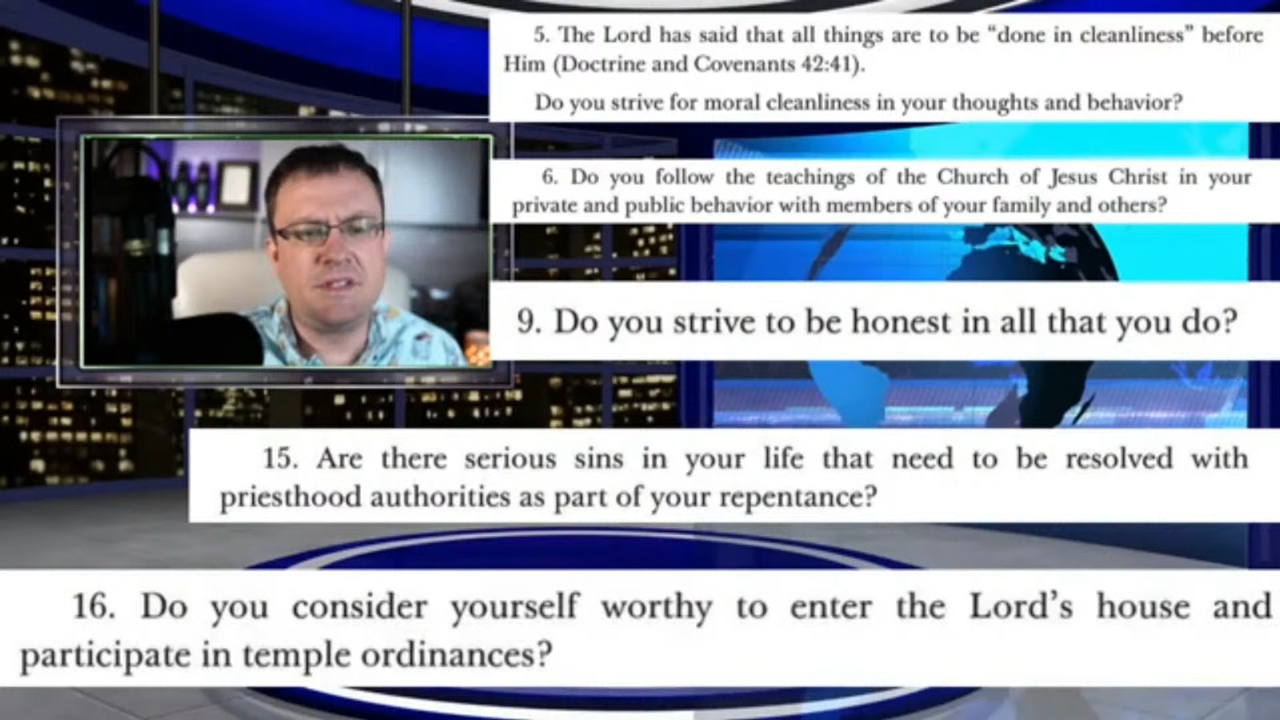 5. The Lord has said that all things are to be “done in cleanliness” before
Him (Doctrine and Covenants 42:41).
Do you strive for moral cleanliness in your thoughts and behavior?
6. Do you follow the teachings of the Church of Jesus Christ in your
private and public behavior with members of your family and others?
9. Do you strive to be honest in all that you do?
15. Are there serious sins in your life that need to be resolved with
priesthood authorities as part of your repentance?
16. Do you consider yourself worthy to enter the Lord’s house and
participate in temple ordinances?